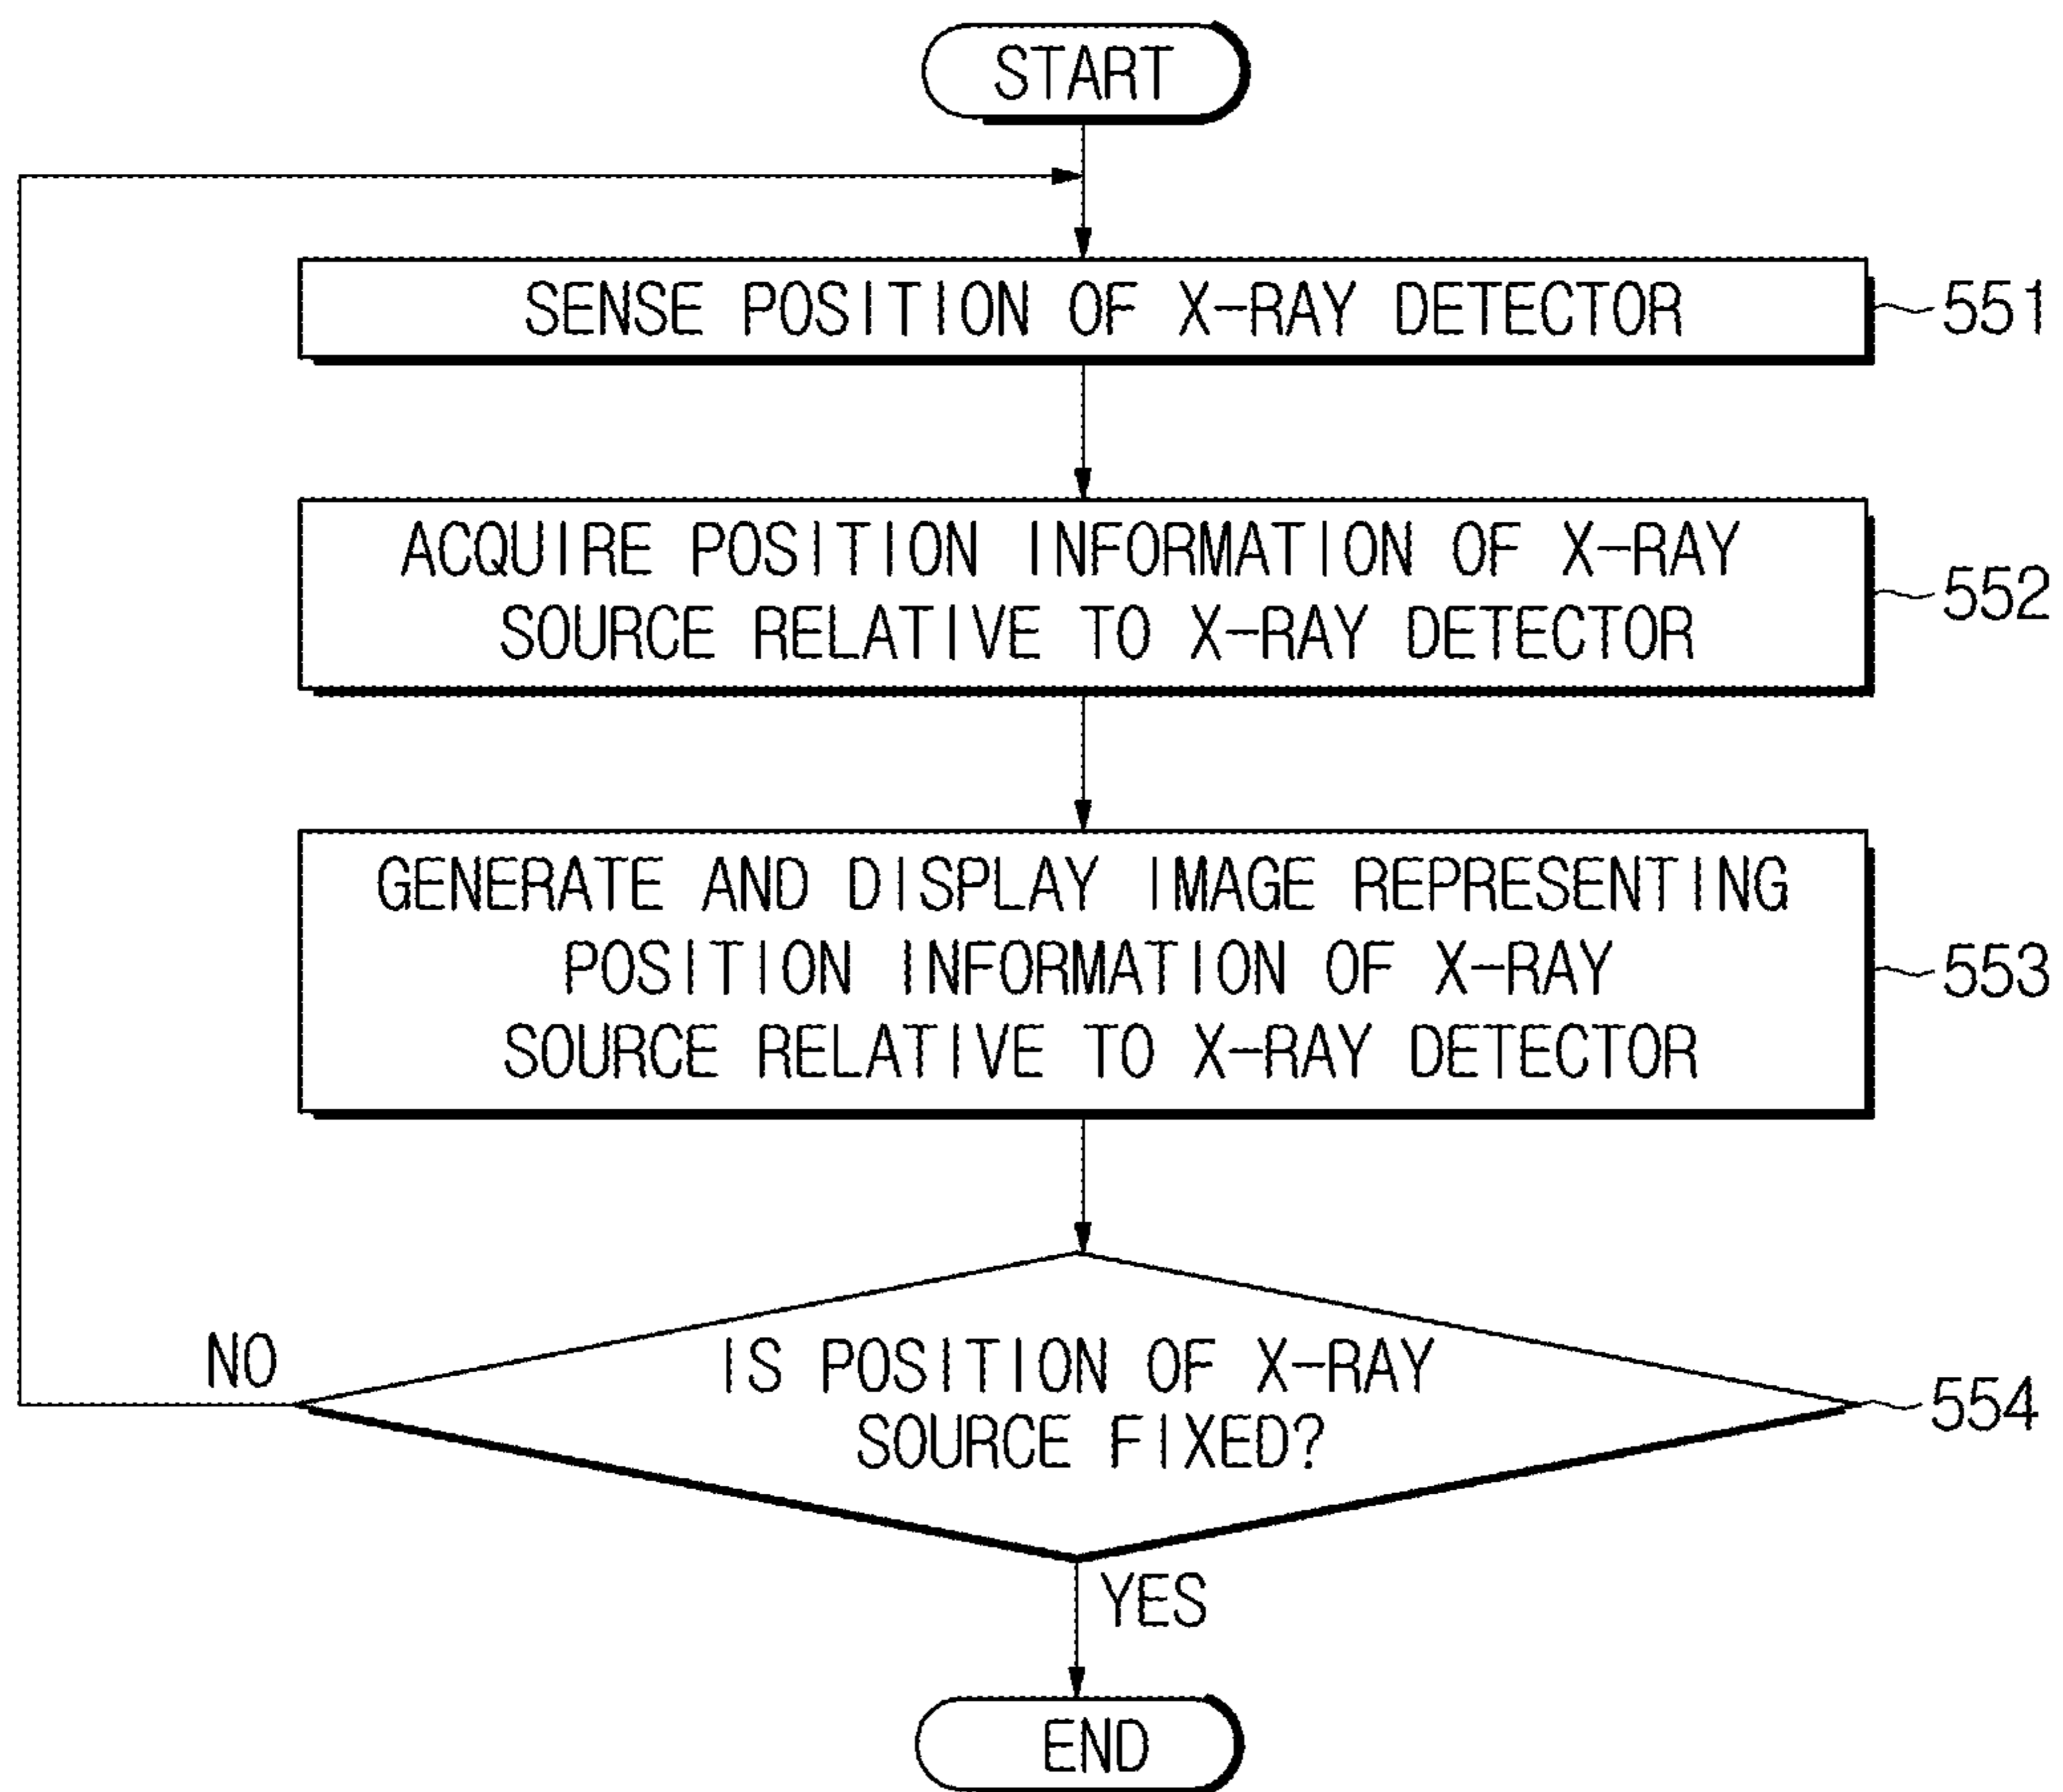 START
SENSE POSITION OF X-RAY DETECTOR
551
ACQUIRE POSITION INFORMATION OF X-RAY
SOURCE RELATIVE TO X-RAY DETECTOR
552
GENERATE AND DISPLAY IMAGE REPRESENTING
POSITION INFORMATION OF X-RAY
SOURCE RELATIVE TO X-RAY DETECTOR
553
NO
IS POSITION OF X-RAY
SOURCE FIXED?
554
YES
END